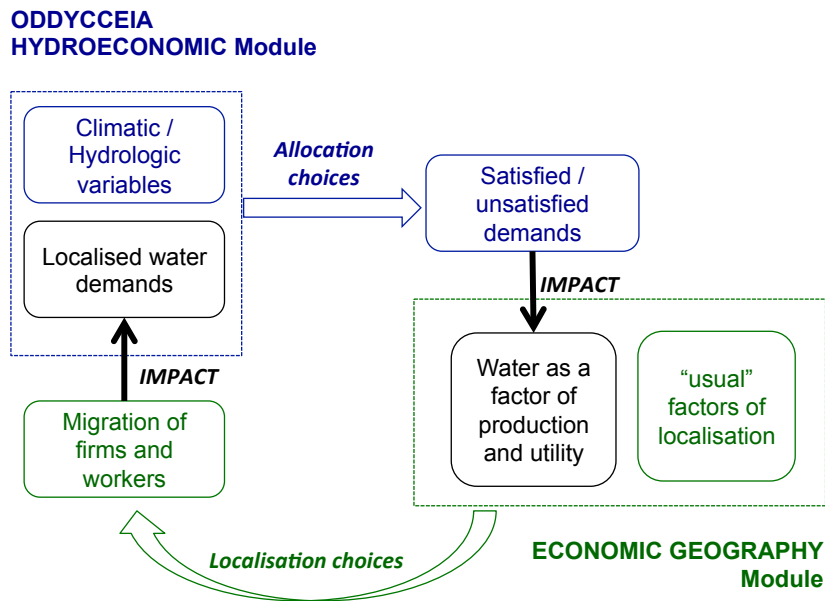 ODDYCCEIA
HYDROECONOMIC Module
Climatic /
Hydrologic
variables
Allocation
choices
Satisfied /
unsatisfied
demands
Localised water
demands
IMPACT
IMPACT
Water as a
factor of
production
and utility
“usual”
factors of
localisation
Migration of
firms and
workers
Localisation choices
ECONOMIC GEOGRAPHY
Module